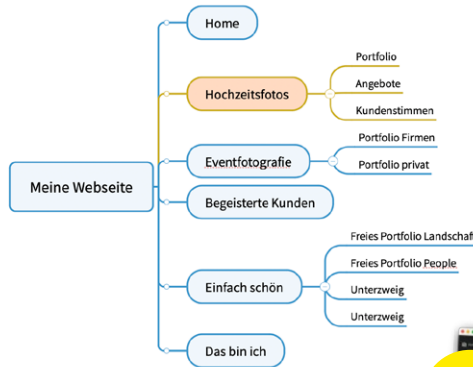 Home
Portfolio
Hochzeitsfotos
Angebote
Kundenstimmen
Portfolio Firmen
Eventfotografie
Portfolio privat
Meine Webseite
Begeisterte Kunden
Freies Portfolio Landschaf
Freies Portfolio People
Einfach schön
Unterzweig
Unterzweig
Das bin ich